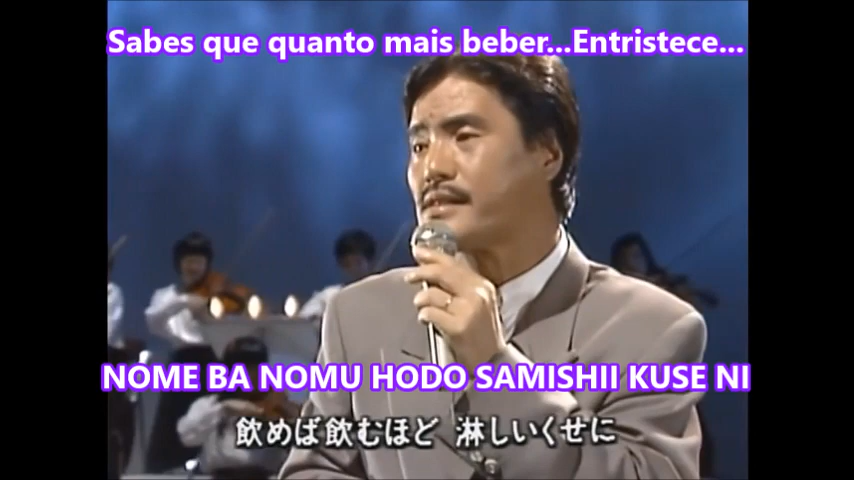 Sabes que quanto mais beber...Entristece...
NOME BA NOMU HODO SAMISHII KUSE NI
飲めば飲むほど 淋しいくせに